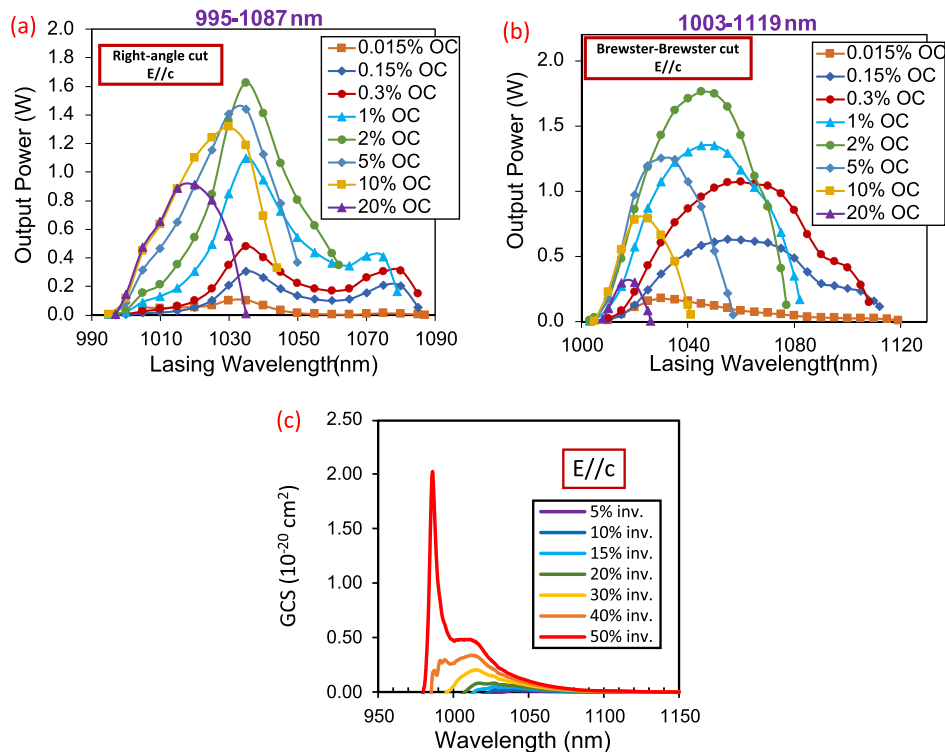 995-1087 nm
(a)
Right-angle cut
E//c
Output Power (W)
2.0
1.8
1.6
1.4
1.2
1.0
0.8
0.6
0.4
0.2
0.0
990 1010 1030 1050 1070 1090
Lasing Wavelength (nm)
0.015% OC
0.15% OC
0.3% OC
1% OC
2% OC
5% OC
10% OC
20% OC
1003-1119 nm
(b)
Brewster-Brewster cut
E//c
Output Power (W)
2.0
1.5
1.0
0.5
0.0
1000 1040 1080 1120
Lasing Wavelength (nm)
0.015% OC
0.15% OC
0.3% OC
1% OC
2% OC
5% OC
10% OC
20% OC
(c)
E//c
GCS (10⁻²⁰ cm²)
2.50
2.00
1.50
1.00
0.50
0.00
950 1000 1050 1100 1150
Wavelength (nm)
5% inv.
10% inv.
15% inv.
20% inv.
30% inv.
40% inv.
50% inv.